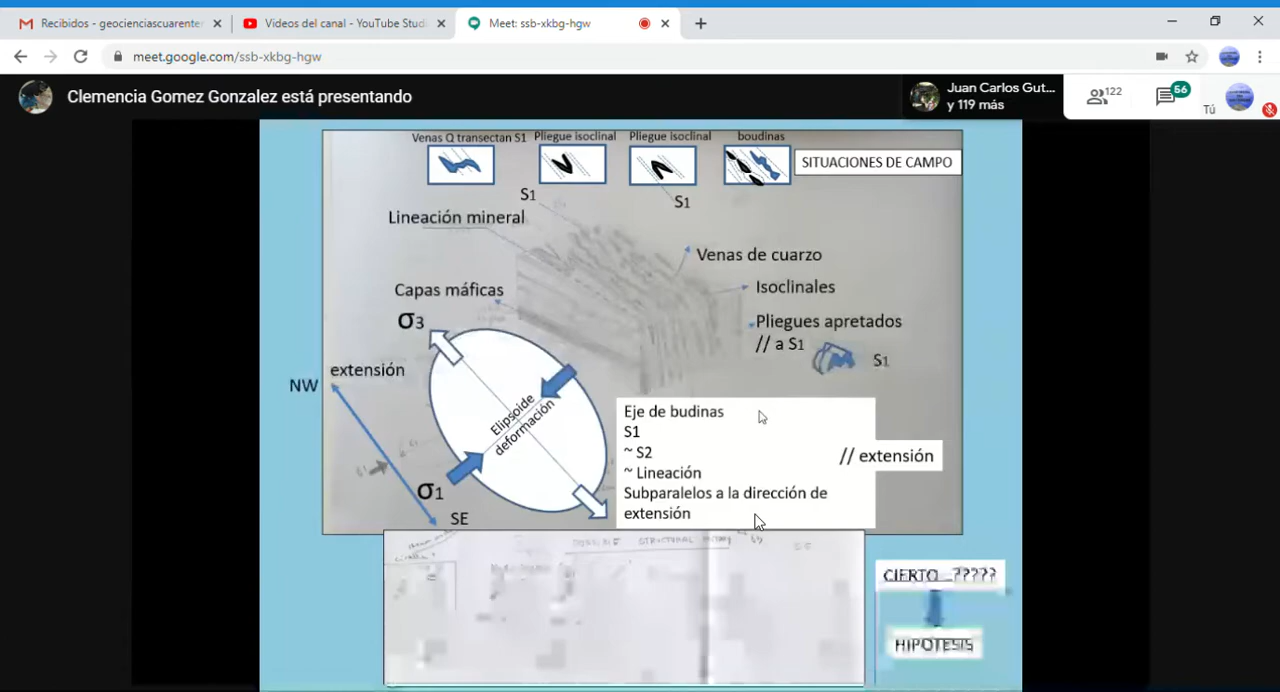 Recibidos - geocienciascuarente
Videos del canal - YouTube Studi
Meet: ssb-xkbg-hgw
meet.google.com/ssb-xkbg-hgw
Clemencia Gomez Gonzalez está presentando
Juan Carlos Gut...
y 119 más
122
56
Tú
Venas Q transectan S1
Pliegue isoclinal
Pliegue isoclinal
boudinas
SITUACIONES DE CAMPO
S1
S1
Lineación mineral
Venas de cuarzo
Capas máficas
Isoclinales
σ3
Pliegues apretados
// a S1
S1
extensión
NW
Elipsoide
deformación
Eje de budinas
S1
~ S2
~ Lineación
Subparalelos a la dirección de
extensión
// extensión
σ1
SE
CIERTO ?????
HIPOTESIS